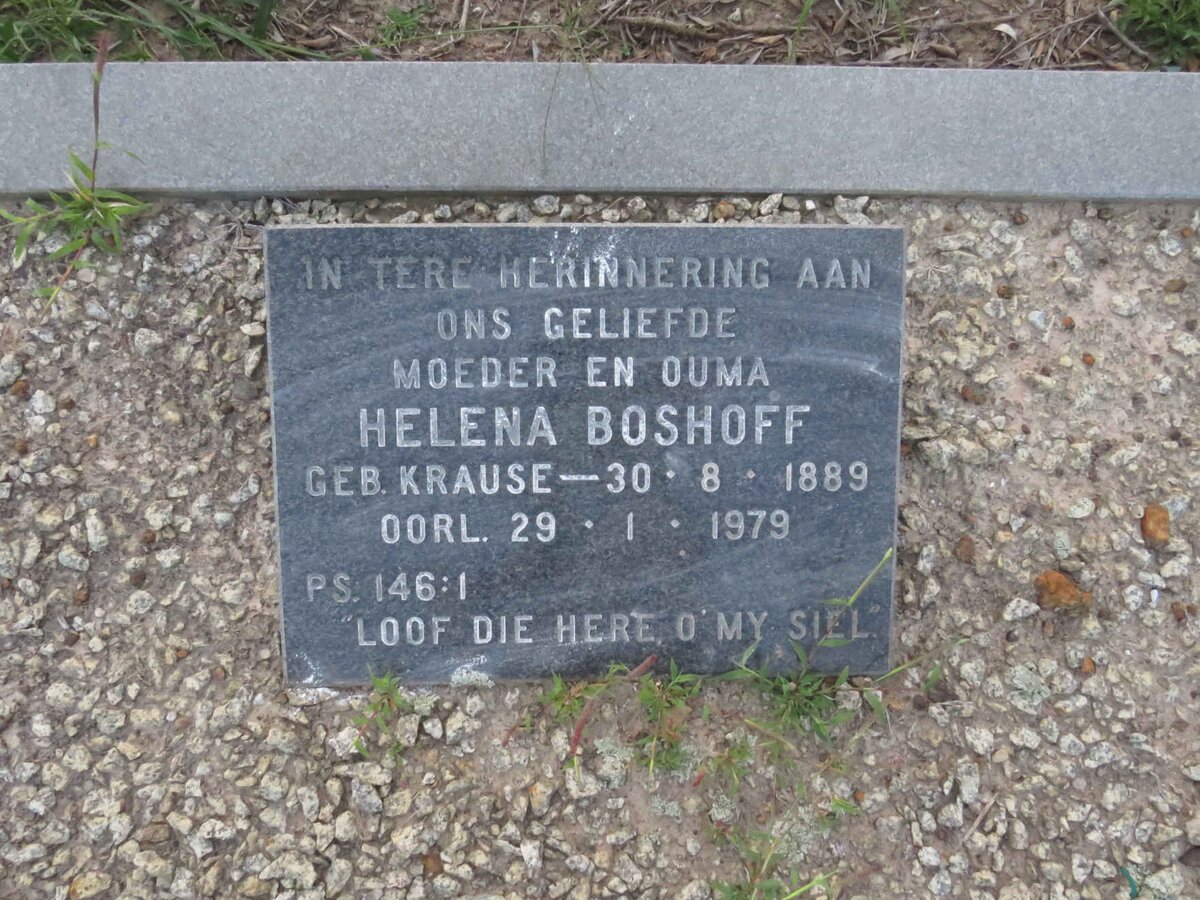 IN TERE HERINNERING AAN
ONS GELIEFDE
MOEDER EN OUMA
HELENA BOSHOFF
GEB. KRAUSE — 30 · 8 · 1889
OORL. 29 · 1 · 1979
PS. 146:1
"LOOF DIE HERE, O MY SIEL."